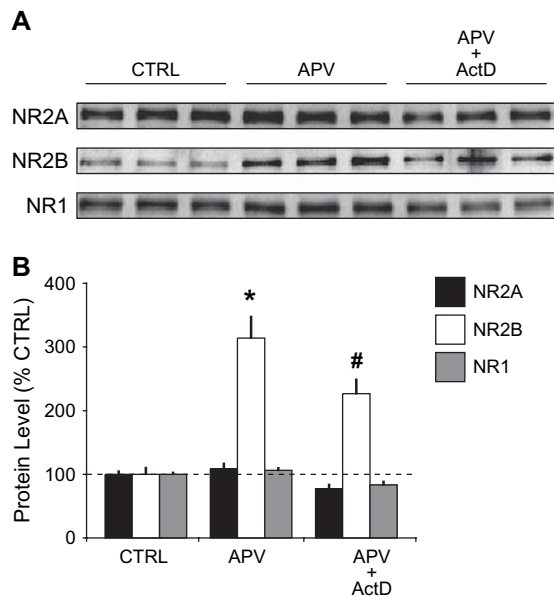 A
CTRL
APV
APV
+
ActD
NR2A
NR2B
NR1
B
Protein Level (% CTRL)
400
300
200
100
0
*
#
NR2A
NR2B
NR1
CTRL
APV
APV
+
ActD